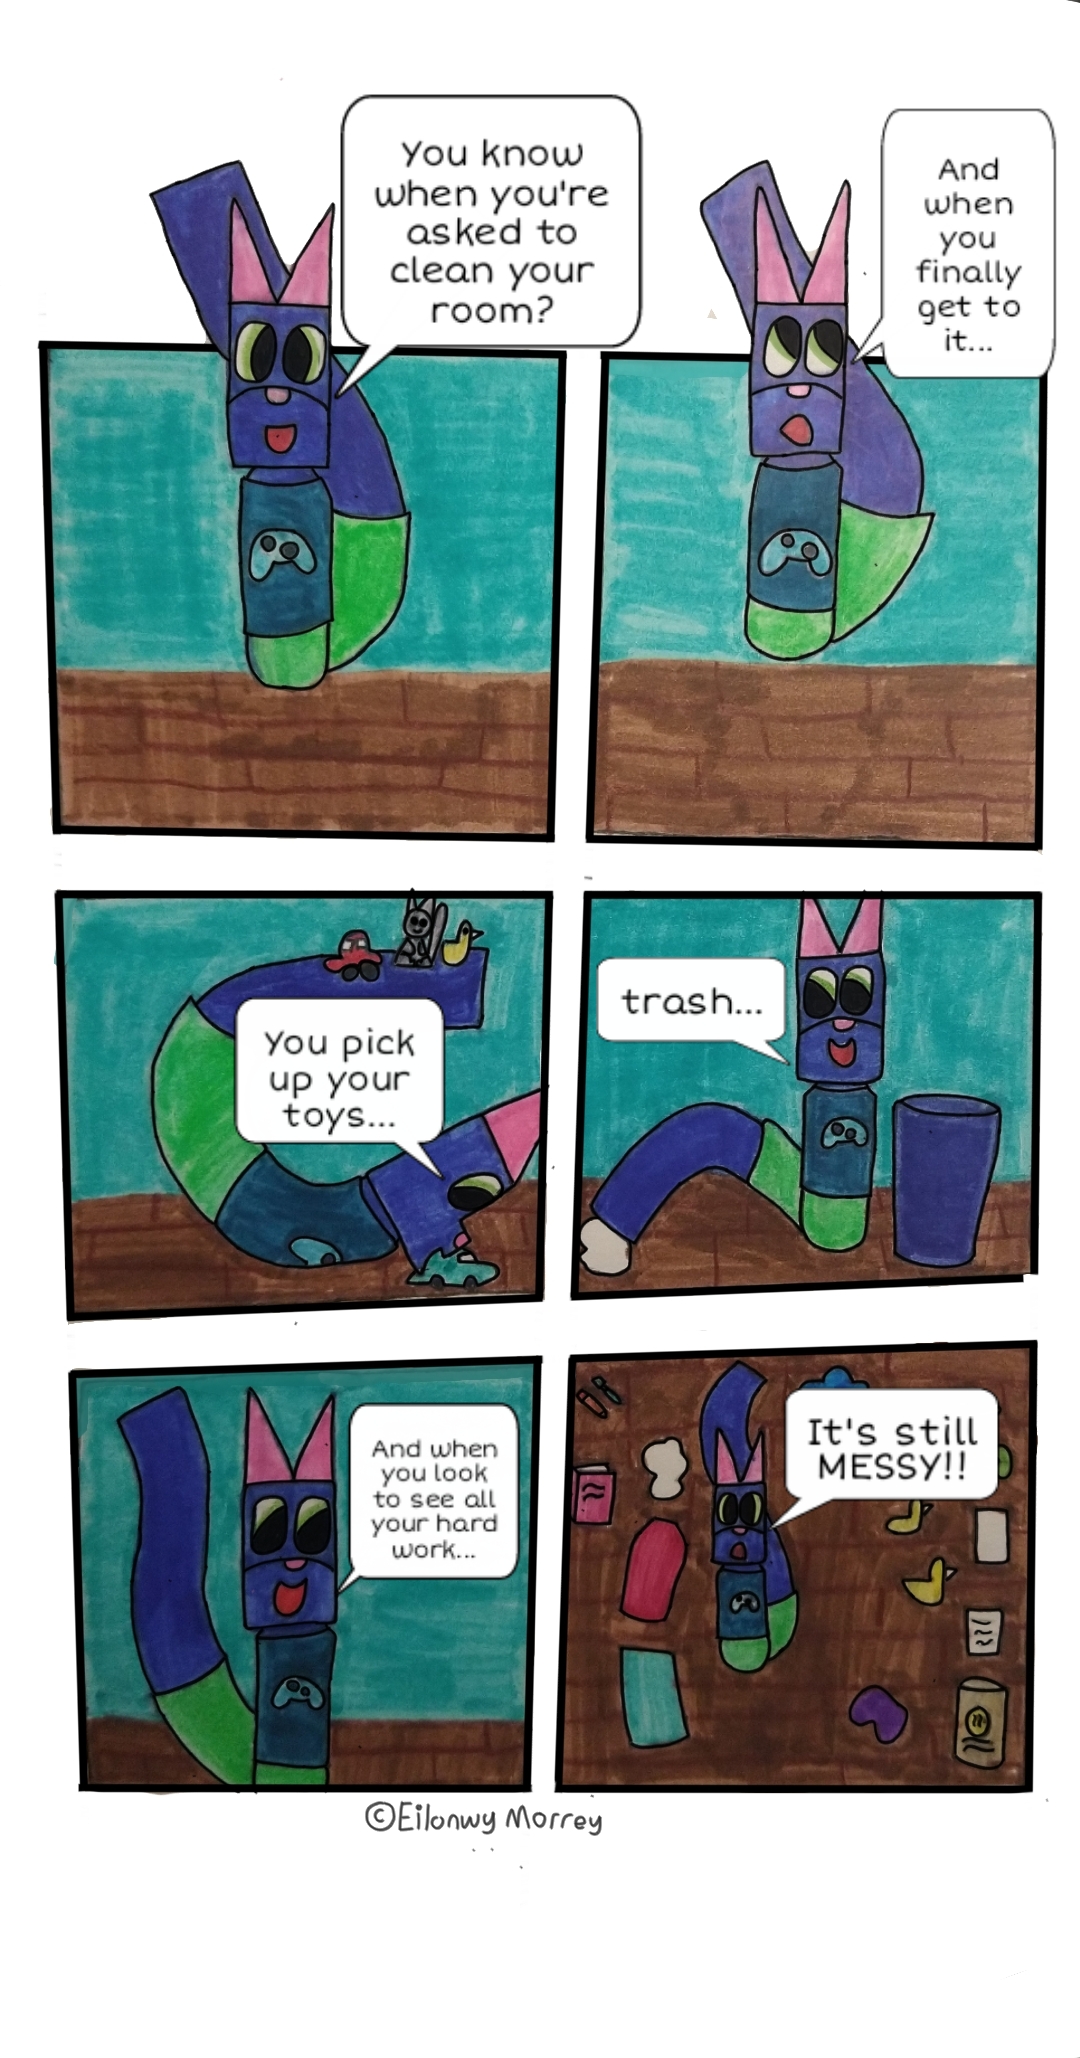 You know
when you're
asked to
clean your
room?
And
when
you
finally
get to
it...
You pick
up your
toys...
trash...
And when
you look
to see all
your hard
work...
It's still
MESSY!!
©Eilonwy Morrey